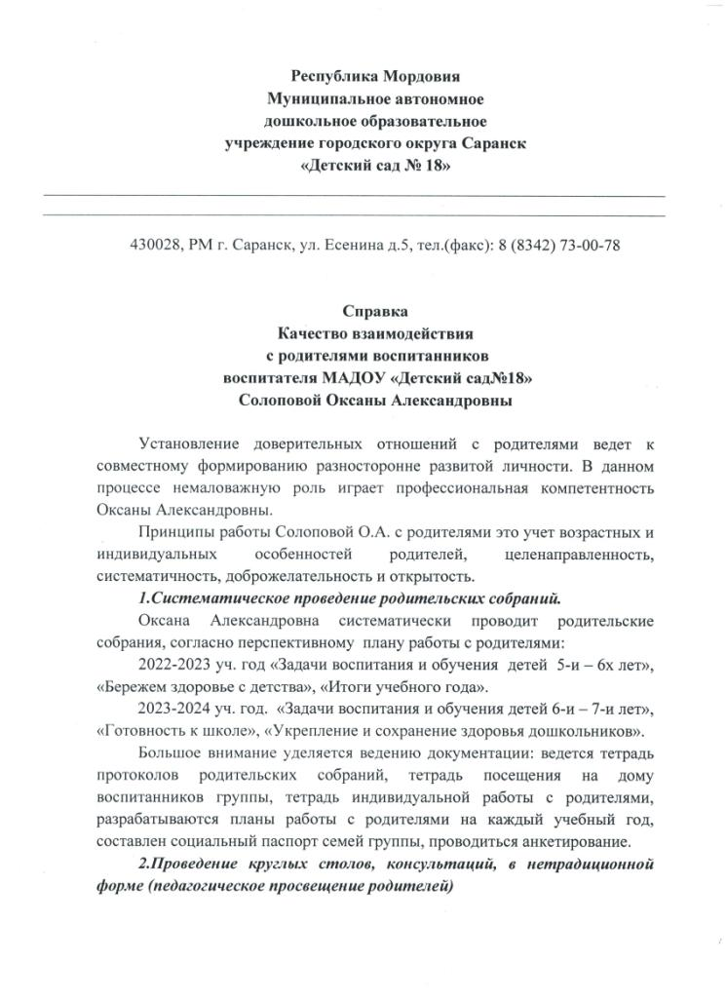 Республика Мордовия
Муниципальное автономное
дошкольное образовательное
учреждение городского округа Саранск
«Детский сад № 18»
430028, РМ г. Саранск, ул. Есенина д.5, тел.(факс): 8 (8342) 73-00-78
Справка
Качество взаимодействия
с родителями воспитанников
воспитателя МАДОУ «Детский сад№18»
Солоповой Оксаны Александровны
Установление доверительных отношений с родителями ведет к
совместному формированию разносторонне развитой личности. В данном
процессе немаловажную роль играет профессиональная компетентность
Оксаны Александровны.
Принципы работы Солоповой О.А. с родителями это учет возрастных и
индивидуальных особенностей родителей, целенаправленность,
систематичность, доброжелательность и открытость.
1.Систематическое проведение родительских собраний.
Оксана Александровна систематически проводит родительские
собрания, согласно перспективному плану работы с родителями:
2022-2023 уч. год «Задачи воспитания и обучения детей 5-и – 6х лет»,
«Бережем здоровье с детства», «Итоги учебного года».
2023-2024 уч. год. «Задачи воспитания и обучения детей 6-и – 7-и лет»,
«Готовность к школе», «Укрепление и сохранение здоровья дошкольников».
Большое внимание уделяется ведению документации: ведется тетрадь
протоколов родительских собраний, тетрадь посещения на дому
воспитанников группы, тетрадь индивидуальной работы с родителями,
разрабатываются планы работы с родителями на каждый учебный год,
составлен социальный паспорт семей группы, проводиться анкетирование.
2.Проведение круглых столов, консультаций, в нетрадиционной
форме (педагогическое просвещение родителей)